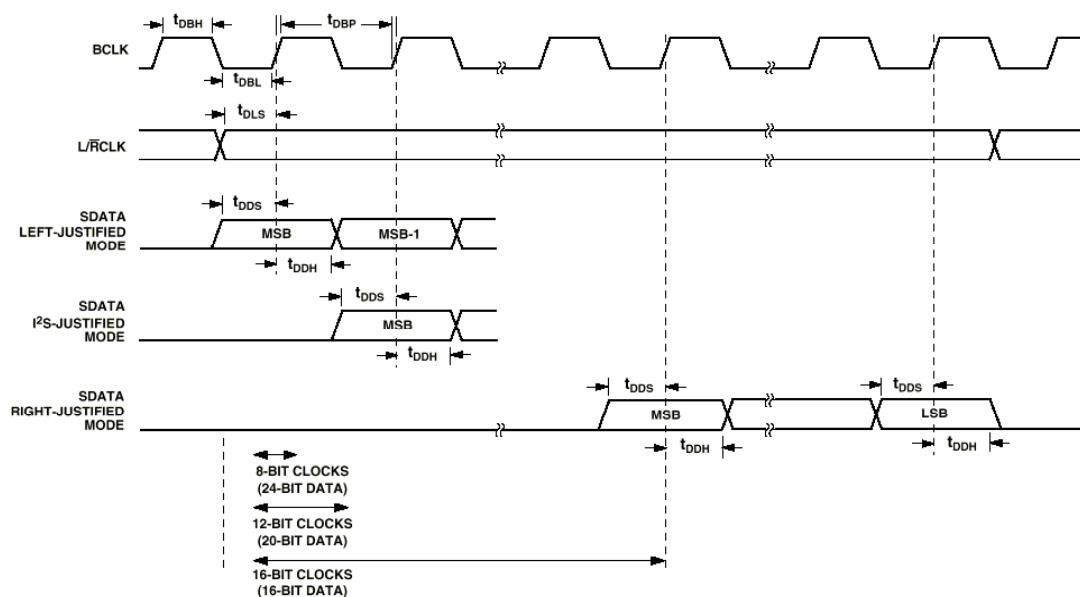 tDBH
tDBP
BCLK
tDBL
tDLS
L/R̅CLK
tDDS
SDATA
LEFT-JUSTIFIED
MODE
MSB
MSB-1
tDDH
tDDS
SDATA
I²S-JUSTIFIED
MODE
MSB
tDDH
tDDS
tDDS
SDATA
RIGHT-JUSTIFIED
MODE
MSB
LSB
tDDH
tDDH
8-BIT CLOCKS
(24-BIT DATA)
12-BIT CLOCKS
(20-BIT DATA)
16-BIT CLOCKS
(16-BIT DATA)